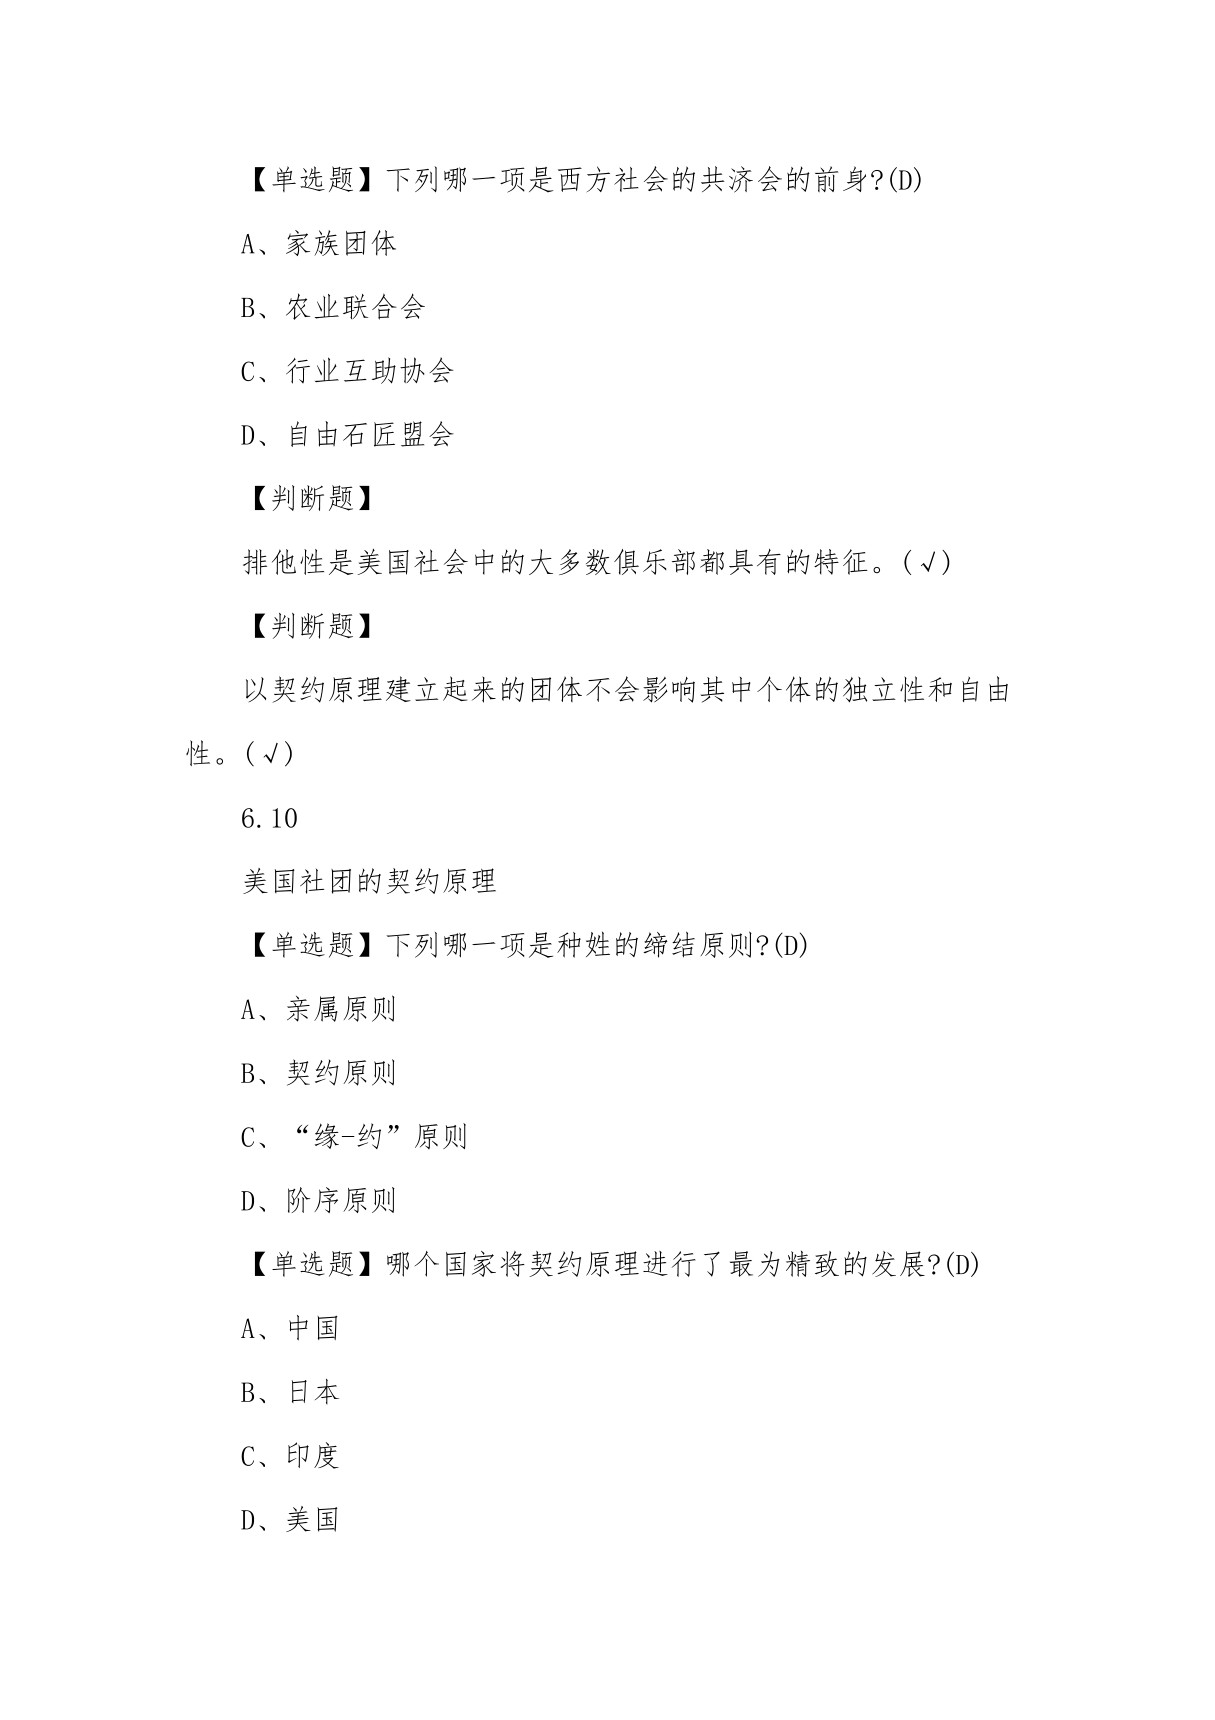 【单选题】下列哪一项是西方社会的共济会的前身?(D)
A、家族团体
B、农业联合会
C、行业互助协会
D、自由石匠盟会
【判断题】
排他性是美国社会中的大多数俱乐部都具有的特征。(√)
【判断题】
以契约原理建立起来的团体不会影响其中个体的独立性和自由
性。(√)
6.10
美国社团的契约原理
【单选题】下列哪一项是种姓的缔结原则?(D)
A、亲属原则
B、契约原则
C、“缘-约”原则
D、阶序原则
【单选题】哪个国家将契约原理进行了最为精致的发展?(D)
A、中国
B、日本
C、印度
D、美国